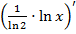 (1/ln2 · ln x)′